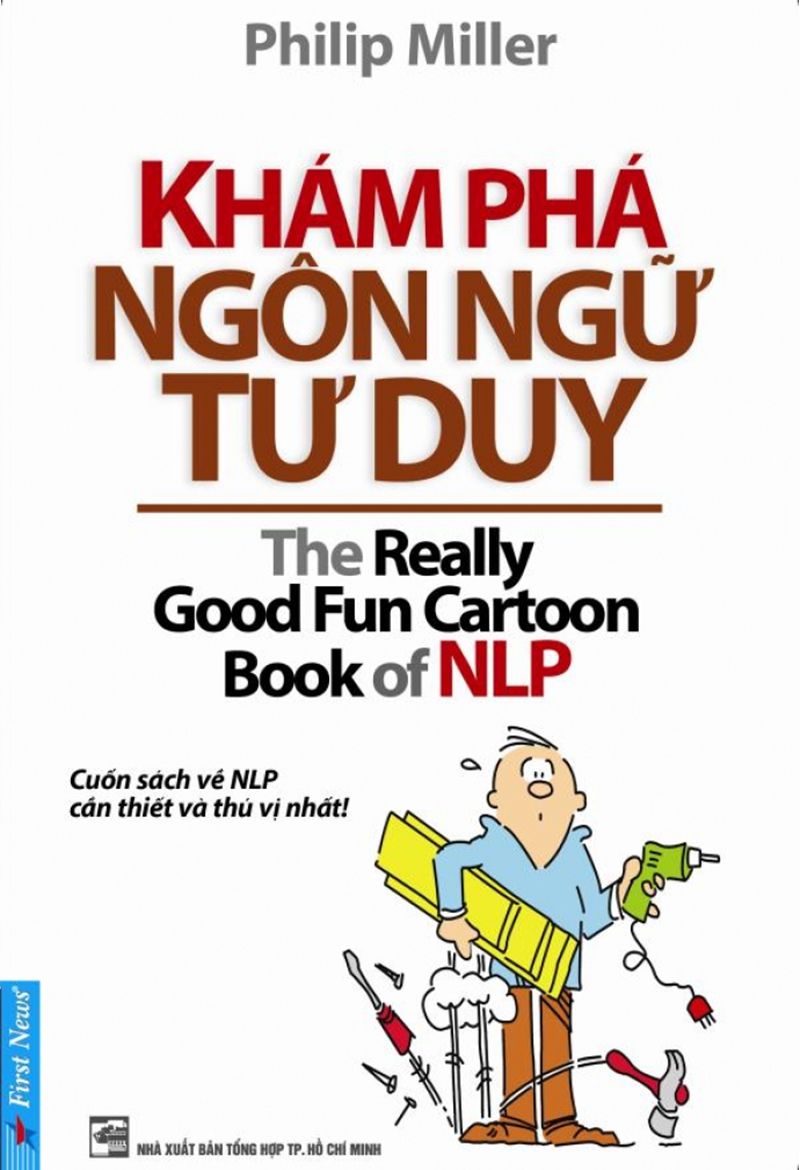 Philip Miller
KHÁM PHÁ
NGÔN NGỮ
TƯ DUY
The Really
Good Fun Cartoon
Book of NLP
Cuốn sách về NLP
cần thiết và thú vị nhất!
First News®
NHÀ XUẤT BẢN TỔNG HỢP TP. HỒ CHÍ MINH